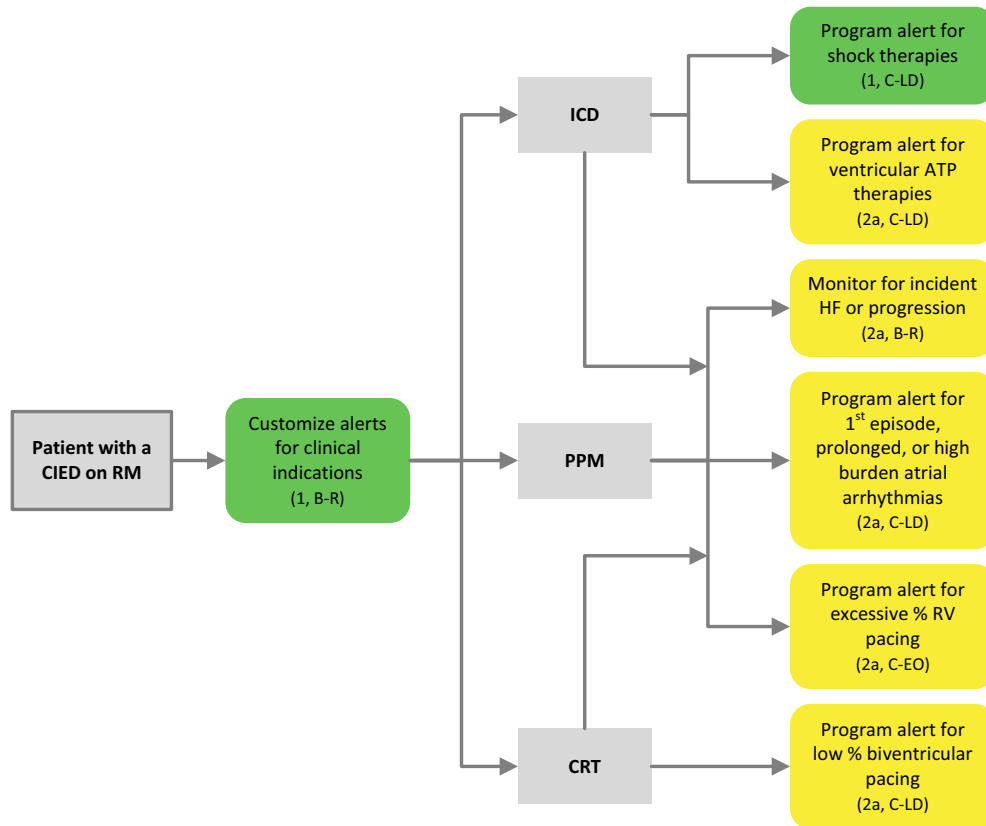 Patient with a
CIED on RM
Customize alerts
for clinical
indications
(1, B-R)
ICD
PPM
CRT
Program alert for
shock therapies
(1, C-LD)
Program alert for
ventricular ATP
therapies
(2a, C-LD)
Monitor for incident
HF or progression
(2a, B-R)
Program alert for
1st episode,
prolonged, or high
burden atrial
arrhythmias
(2a, C-LD)
Program alert for
excessive % RV
pacing
(2a, C-EO)
Program alert for
low % biventricular
pacing
(2a, C-LD)